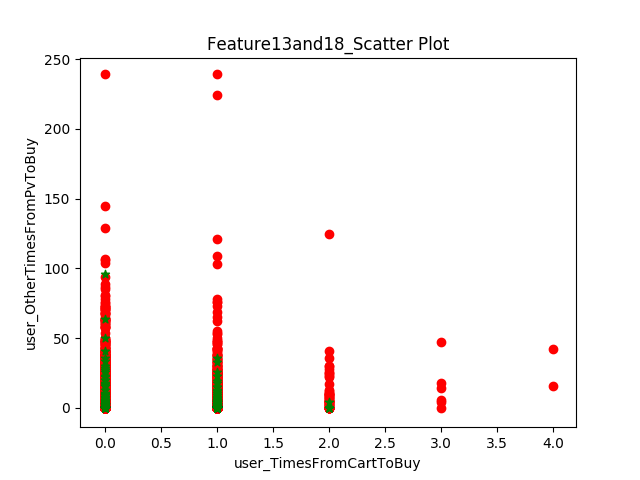 Feature13and18_Scatter Plot
user_OtherTimesFromPvToBuy
250
200
150
100
50
0
0.0 0.5 1.0 1.5 2.0 2.5 3.0 3.5 4.0
user_TimesFromCartToBuy